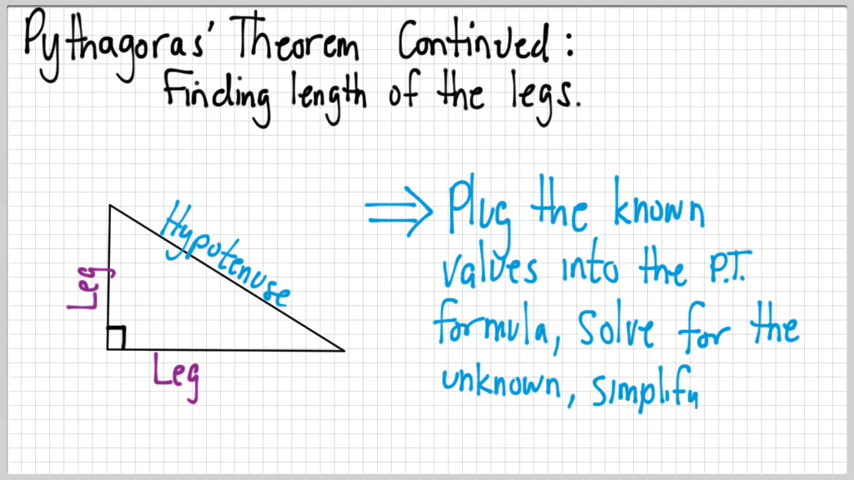 Pythagoras' Theorem Continued:
Finding length of the legs.
Hypotenuse
Leg
Leg
⇒ Plug the known
values into the P.T.
formula, Solve for the
unknown, simplify